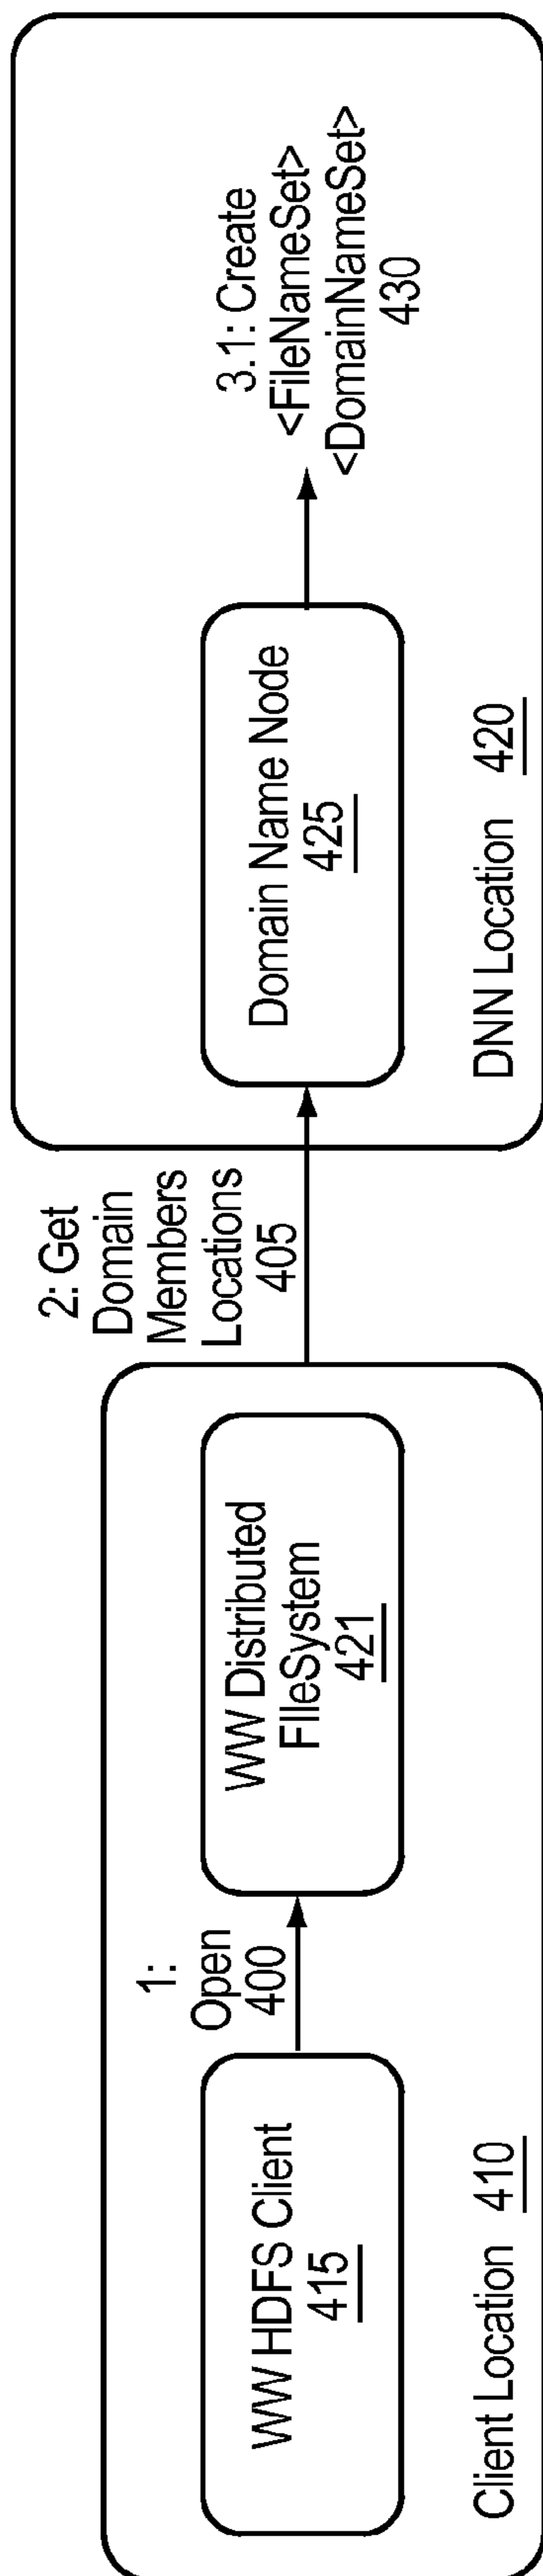 1:
Open
400
WW HDFS Client
415
WW Distributed
FIleSystem
421
Client Location 410
2: Get
Domain
Members
Locations
405
Domain Name Node
425
3.1: Create
<FileNameSet>
<DomainNameSet>
430
DNN Location 420